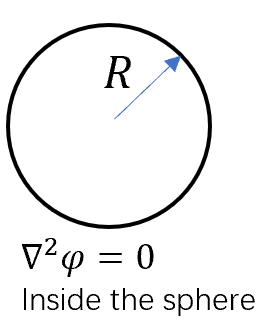 R
∇²φ = 0
Inside the sphere